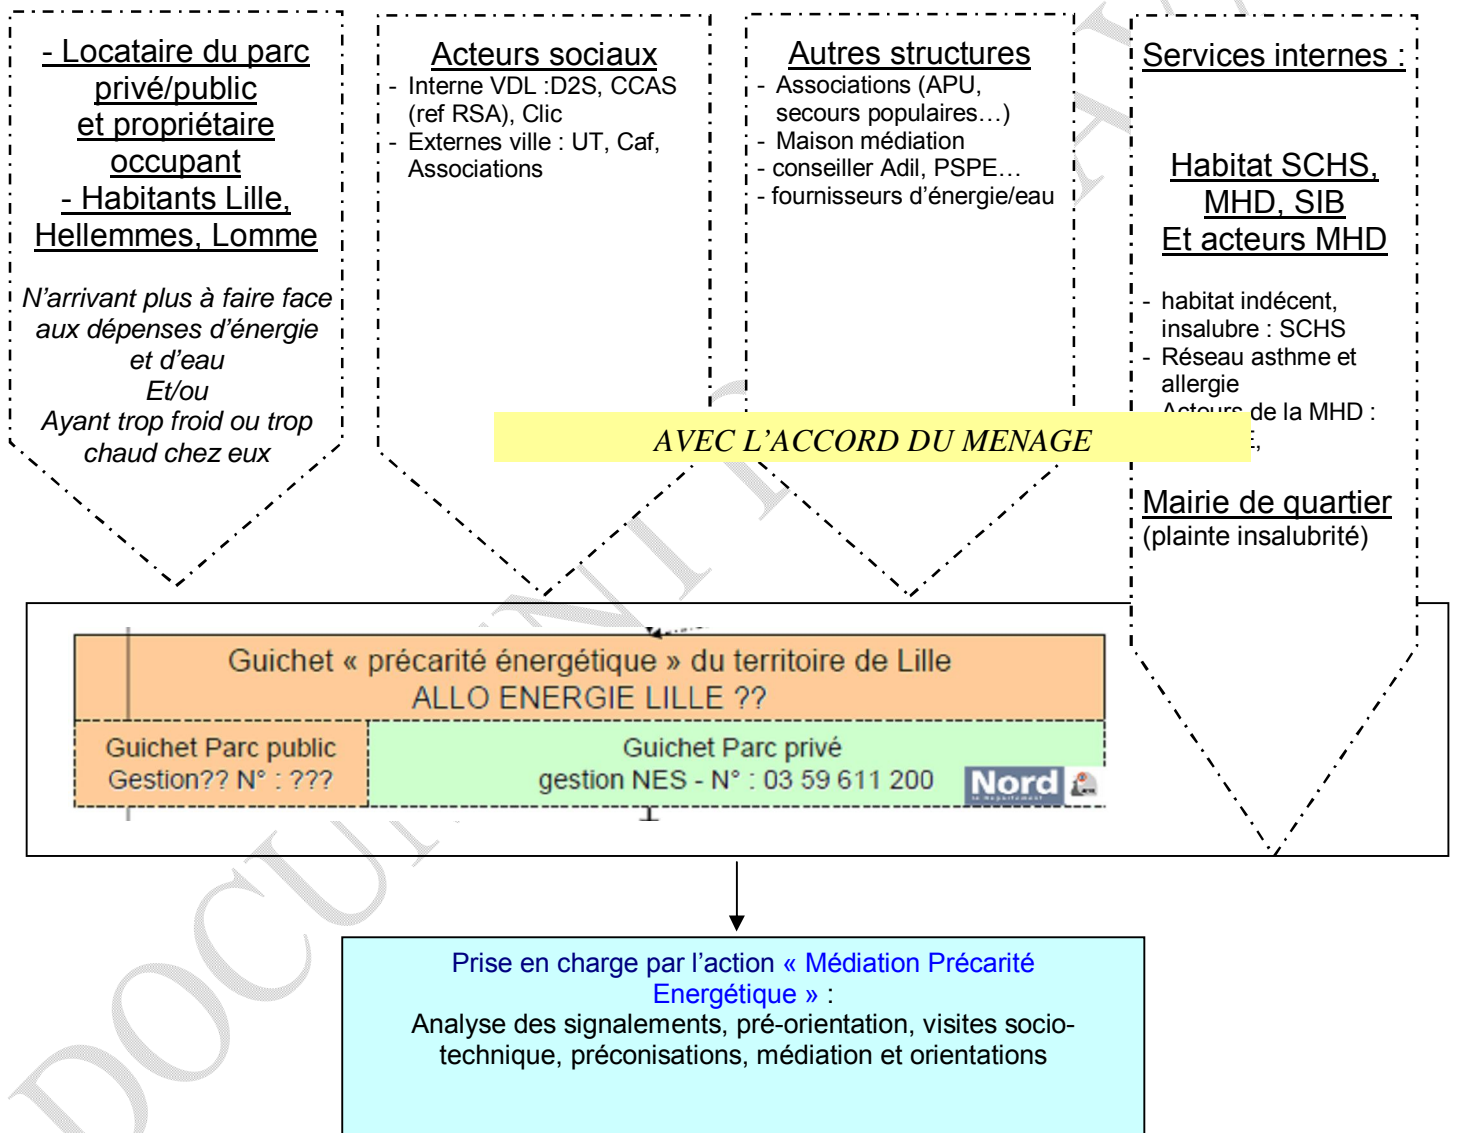 - Locataire du parc
privé/public
et propriétaire
occupant
- Habitants Lille,
Hellemmes, Lomme
N'arrivant plus à faire face
aux dépenses d'énergie
et d'eau
Et/ou
Ayant trop froid ou trop
chaud chez eux
Acteurs sociaux
- Interne VDL :D2S, CCAS
(ref RSA), Clic
- Externes ville : UT, Caf,
Associations
Autres structures
- Associations (APU,
secours populaires…)
- Maison médiation
- conseiller Adil, PSPE…
- fournisseurs d'énergie/eau
Services internes :
Habitat SCHS,
MHD, SIB
Et acteurs MHD
- habitat indécent,
insalubre : SCHS
- Réseau asthme et
allergie
Acteurs de la MHD :
E,
Mairie de quartier
(plainte insalubrité)
AVEC L'ACCORD DU MENAGE
Guichet « précarité énergétique » du territoire de Lille
ALLO ENERGIE LILLE ??
Guichet Parc public
Gestion?? N° : ???
Guichet Parc privé
gestion NES - N° : 03 59 611 200
Nord
Prise en charge par l'action « Médiation Précarité
Energétique » :
Analyse des signalements, pré-orientation, visites socio-
technique, préconisations, médiation et orientations
DOCUMENT